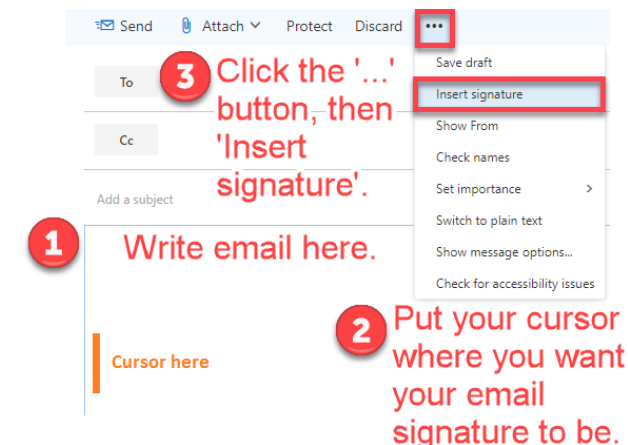 Send Attach Protect Discard ...
To
3 Click the '...'
button, then
'Insert
signature'.
Cc
Add a subject
Save draft
Insert signature
Show From
Check names
Set importance >
Switch to plain text
Show message options...
Check for accessibility issues
1 Write email here.
2 Put your cursor
where you want
your email
signature to be.
Cursor here